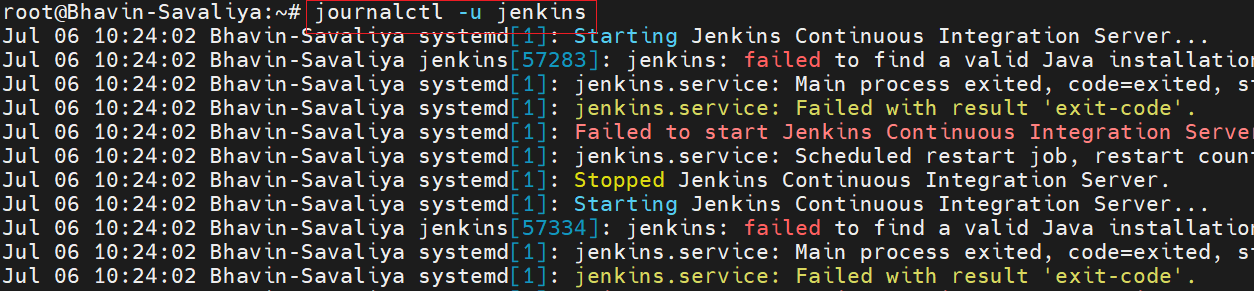 root@Bhavin-Savaliya:~# journalctl -u jenkins
Jul 06 10:24:02 Bhavin-Savaliya systemd[1]: Starting Jenkins Continuous Integration Server...
Jul 06 10:24:02 Bhavin-Savaliya jenkins[57283]: jenkins: failed to find a valid Java installation
Jul 06 10:24:02 Bhavin-Savaliya systemd[1]: jenkins.service: Main process exited, code=exited, st
Jul 06 10:24:02 Bhavin-Savaliya systemd[1]: jenkins.service: Failed with result 'exit-code'.
Jul 06 10:24:02 Bhavin-Savaliya systemd[1]: Failed to start Jenkins Continuous Integration Server
Jul 06 10:24:02 Bhavin-Savaliya systemd[1]: jenkins.service: Scheduled restart job, restart count
Jul 06 10:24:02 Bhavin-Savaliya systemd[1]: Stopped Jenkins Continuous Integration Server.
Jul 06 10:24:02 Bhavin-Savaliya systemd[1]: Starting Jenkins Continuous Integration Server...
Jul 06 10:24:02 Bhavin-Savaliya jenkins[57334]: jenkins: failed to find a valid Java installation
Jul 06 10:24:02 Bhavin-Savaliya systemd[1]: jenkins.service: Main process exited, code=exited, st
Jul 06 10:24:02 Bhavin-Savaliya systemd[1]: jenkins.service: Failed with result 'exit-code'.